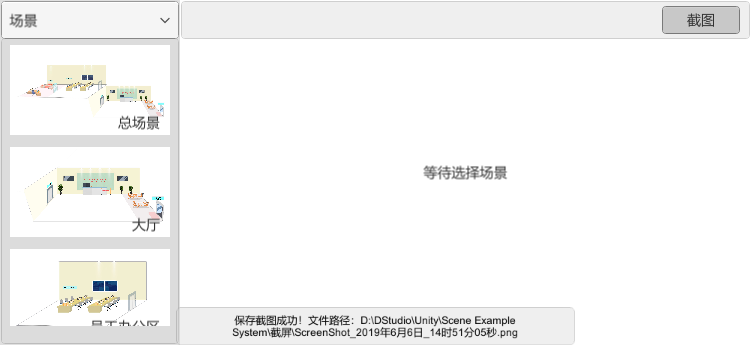 场景
截图
总场景
大厅
员工办公区
等待选择场景
保存截图成功！文件路径：D:\DStudio\Unity\Scene Example
System\截屏\ScreenShot_2019年6月6日_14时51分05秒.png